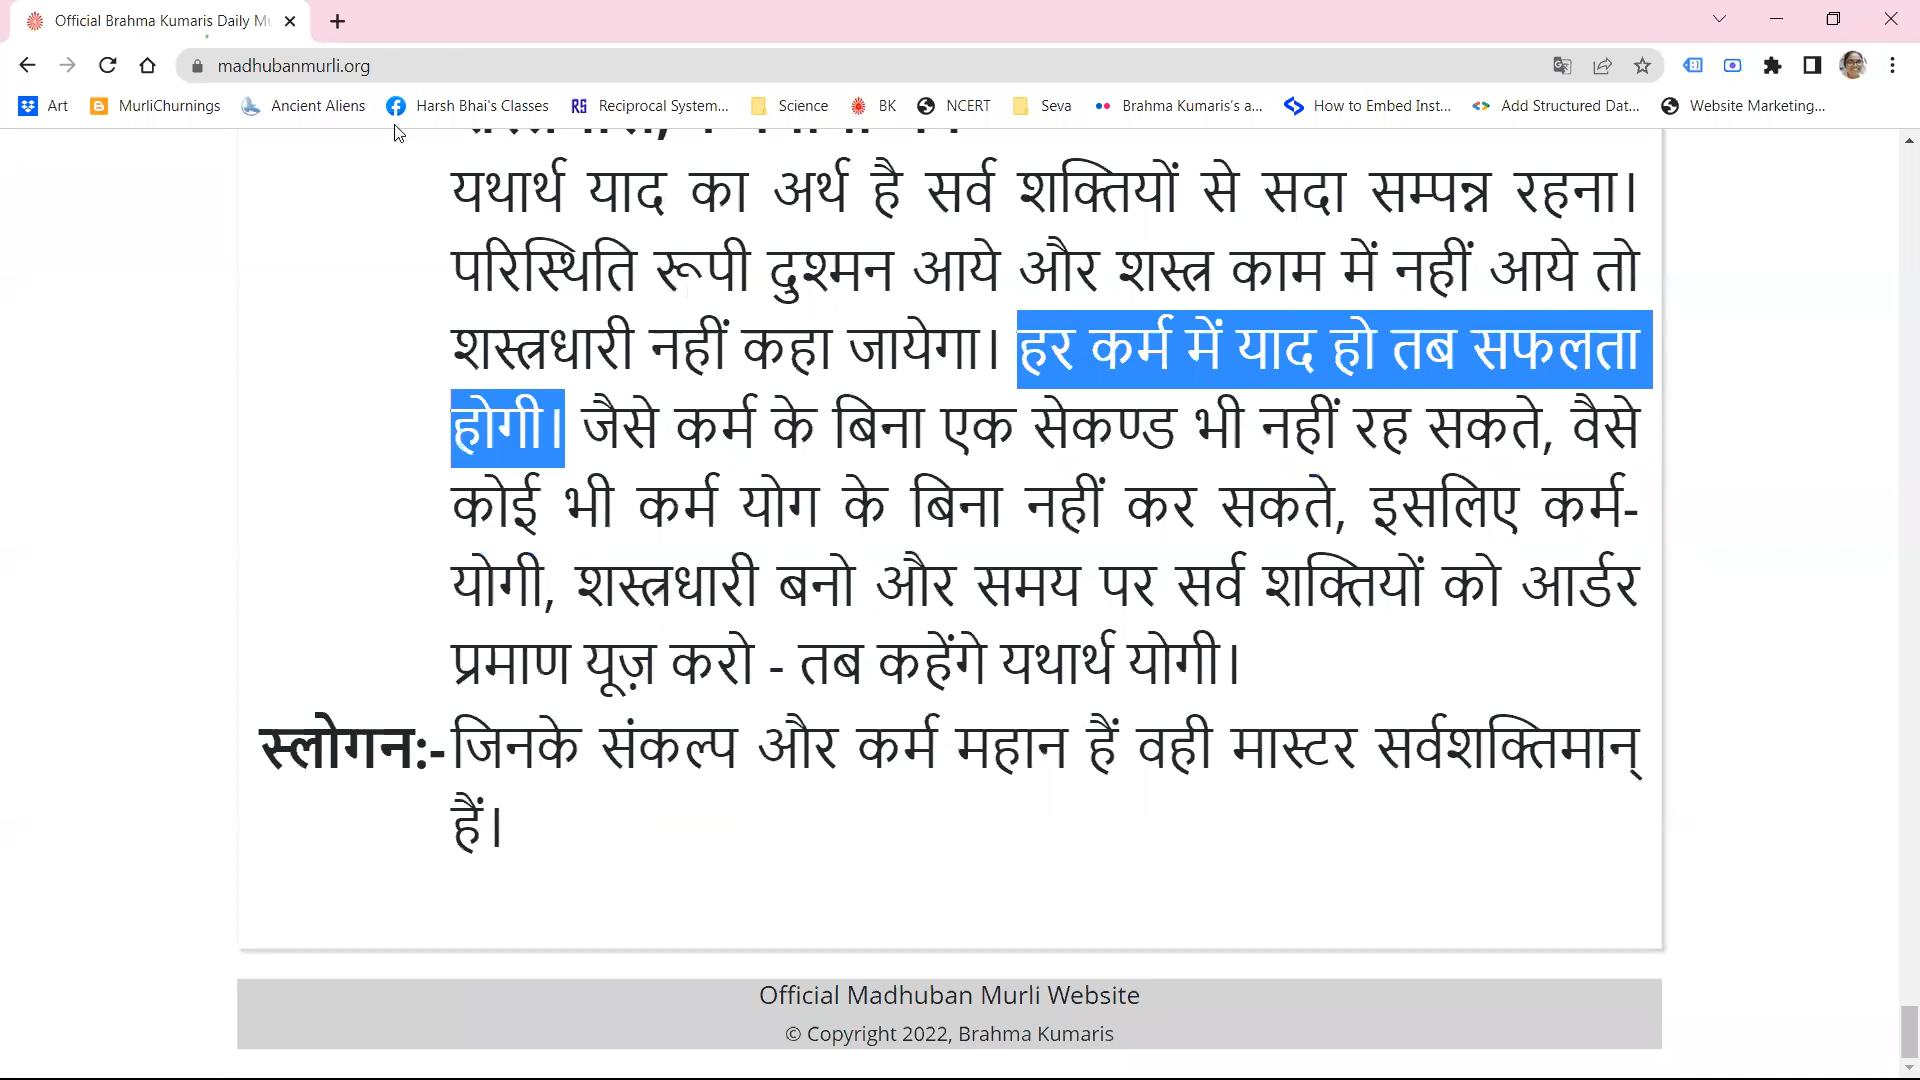 Official Brahma Kumaris Daily Mu
madhubanmurli.org
Art MurliChurnings Ancient Aliens Harsh Bhai's Classes RS Reciprocal System... Science BK NCERT Seva Brahma Kumaris's a... How to Embed Inst... Add Structured Dat... Website Marketing...
यथार्थ याद का अर्थ है सर्व शक्तियों से सदा सम्पन्न रहना।
परिस्थिति रूपी दुश्मन आये और शस्त्र काम में नहीं आये तो
शस्त्रधारी नहीं कहा जायेगा। हर कर्म में याद हो तब सफलता
होगी। जैसे कर्म के बिना एक सेकण्ड भी नहीं रह सकते, वैसे
कोई भी कर्म योग के बिना नहीं कर सकते, इसलिए कर्म-
योगी, शस्त्रधारी बनो और समय पर सर्व शक्तियों को आर्डर
प्रमाण यूज़ करो - तब कहेंगे यथार्थ योगी।
स्लोगन:- जिनके संकल्प और कर्म महान हैं वही मास्टर सर्वशक्तिमान्
हैं।
Official Madhuban Murli Website
© Copyright 2022, Brahma Kumaris